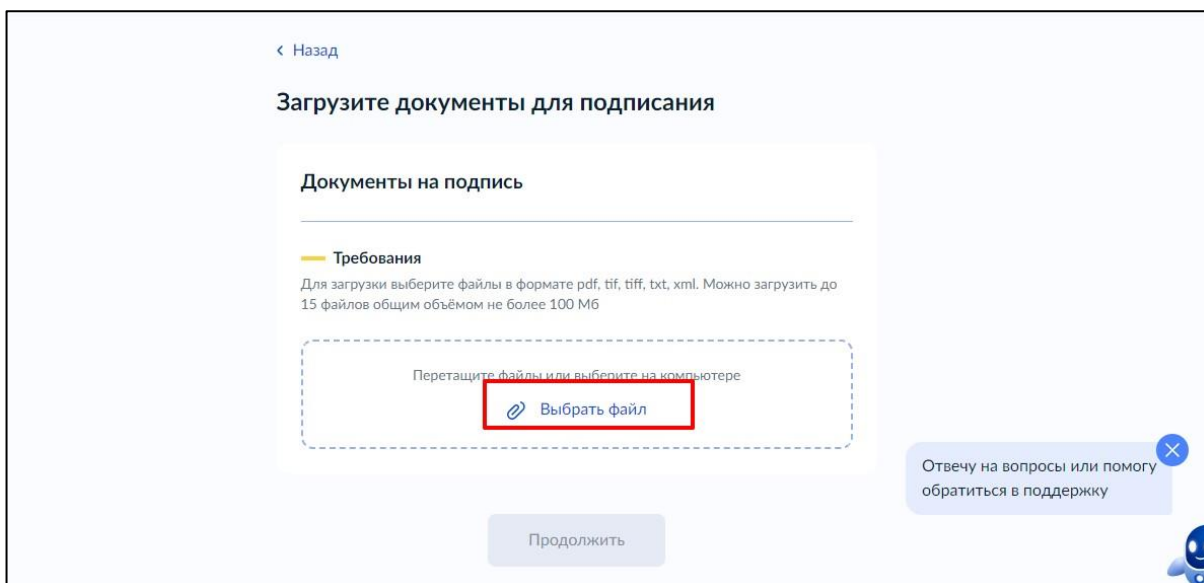 Назад
Загрузите документы для подписания
Документы на подпись
Требования
Для загрузки выберите файлы в формате pdf, tif, tiff, txt, xml. Можно загрузить до
15 файлов общим объёмом не более 100 Мб
Перетащите файлы или выберите на компьютере
Выбрать файл
Отвечу на вопросы или помогу
обратиться в поддержку
Продолжить